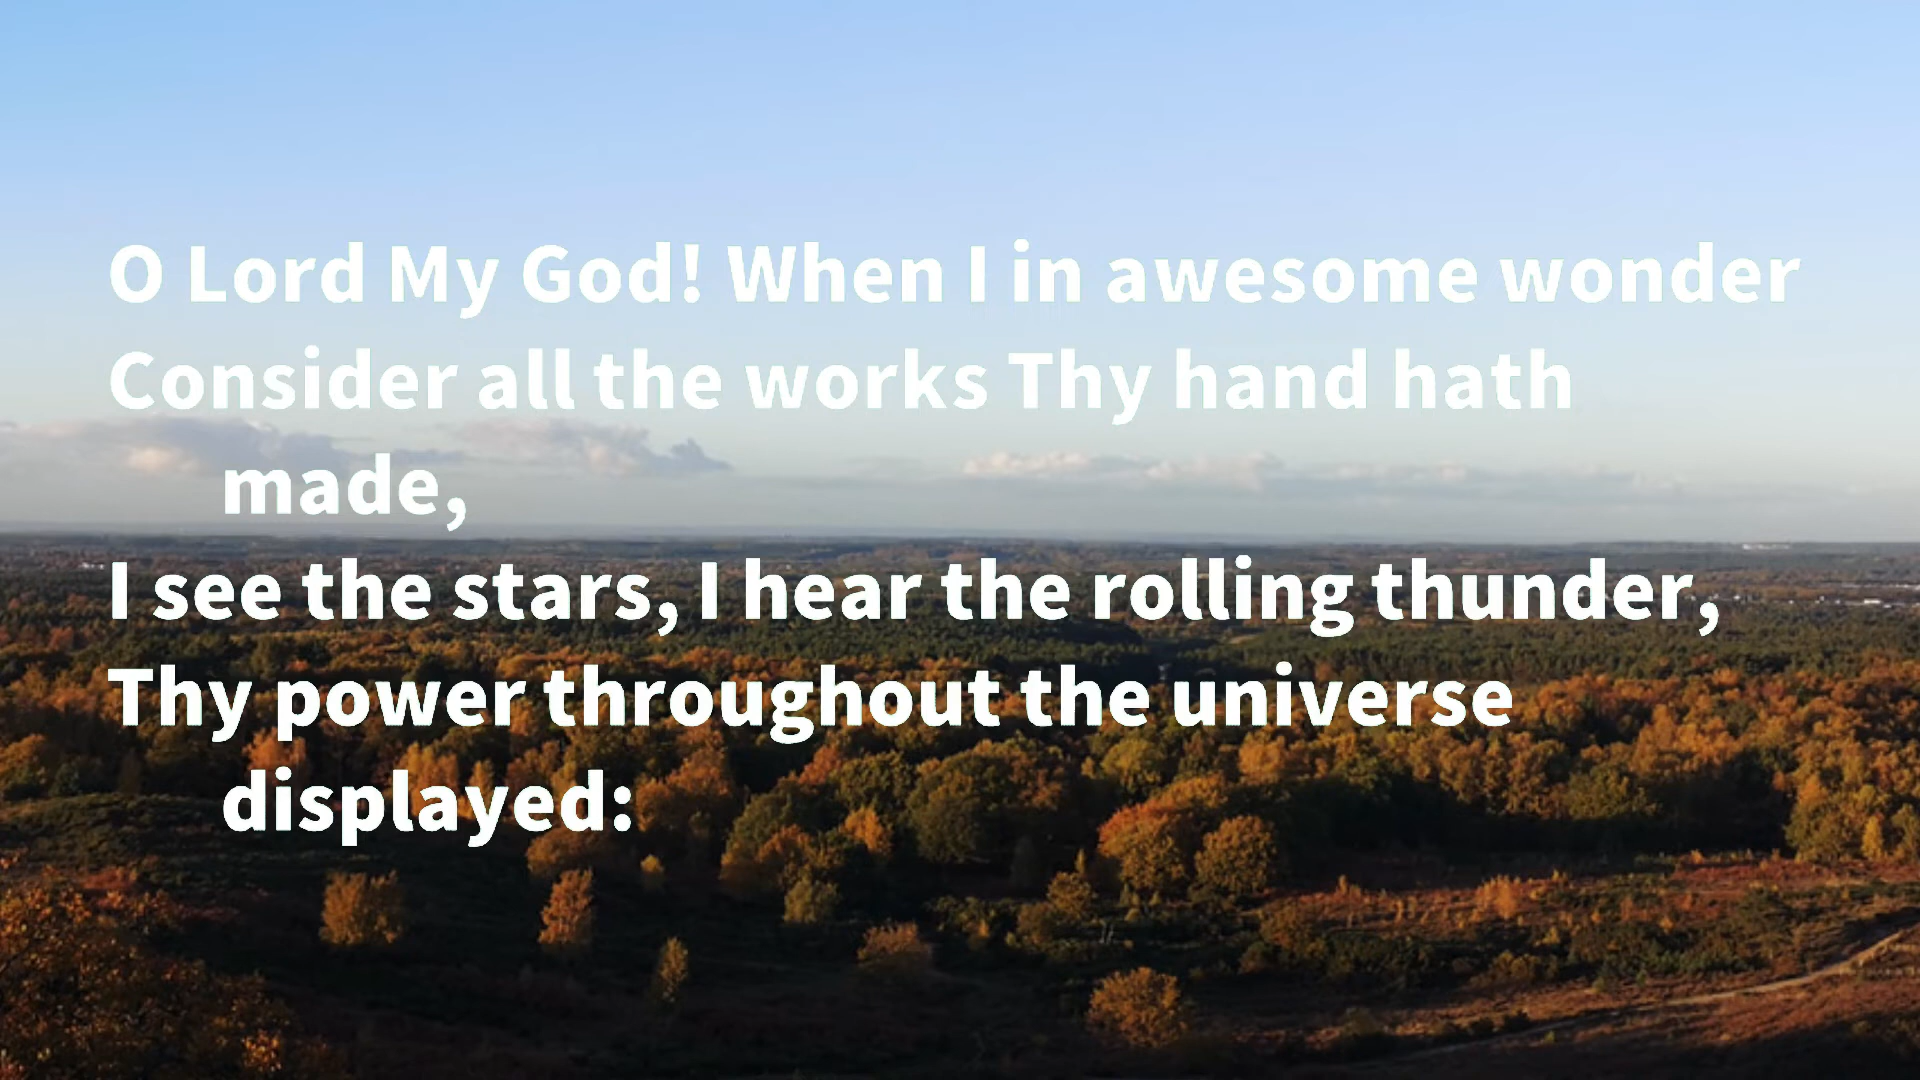 O Lord My God! When I in awesome wonder
Consider all the works Thy hand hath
made,
I see the stars, I hear the rolling thunder,
Thy power throughout the universe
displayed: